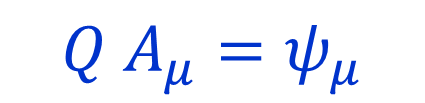 Q A_μ = ψ_μ